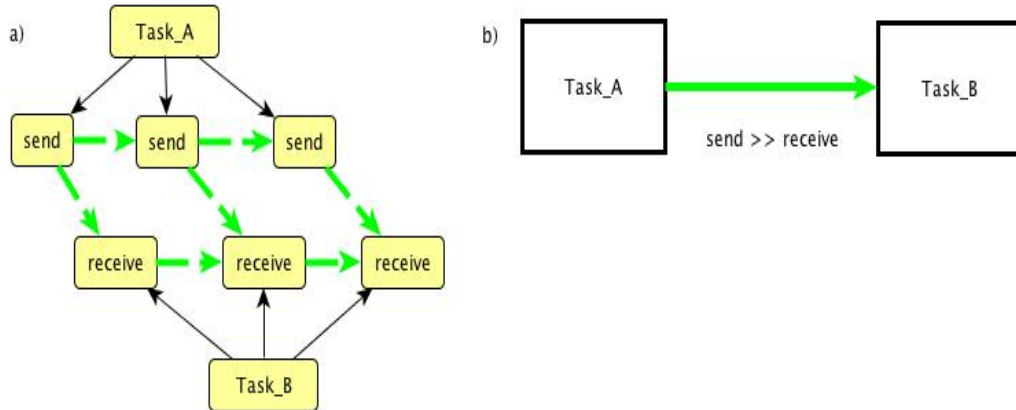 a)
Task_A
send
send
send
receive
receive
receive
Task_B
b)
Task_A
Task_B
send >> receive